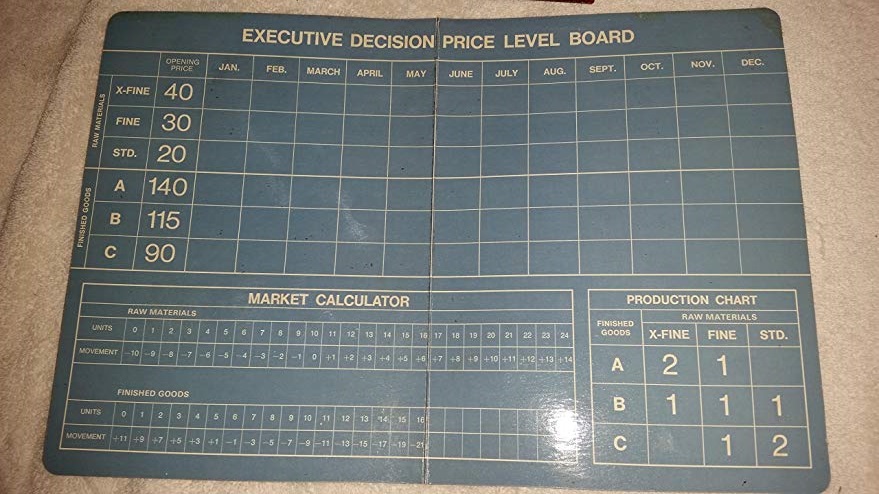 EXECUTIVE DECISION PRICE LEVEL BOARD
OPENING PRICE JAN. FEB. MARCH APRIL MAY JUNE JULY AUG. SEPT. OCT. NOV. DEC.
RAW MATERIALS
X-FINE 40
FINE 30
STD. 20
FINISHED GOODS
A 140
B 115
C 90
MARKET CALCULATOR
RAW MATERIALS
UNITS 0 1 2 3 4 5 6 7 8 9 10 11 12 13 14 15 16 17 18 19 20 21 22 23 24
MOVEMENT -10 -9 -8 -7 -6 -5 -4 -3 -2 -1 0 +1 +2 +3 +4 +5 +6 +7 +8 +9 +10 +11 +12 +13 +14
FINISHED GOODS
UNITS 0 1 2 3 4 5 6 7 8 9 10 11 12 13 14 15 16
MOVEMENT +11 +9 +7 +5 +3 +1 -1 -3 -5 -7 -9 -11 -13 -15 -17 -19 -21
PRODUCTION CHART
FINISHED GOODS RAW MATERIALS
X-FINE FINE STD.
A 2 1
B 1 1 1
C 1 2